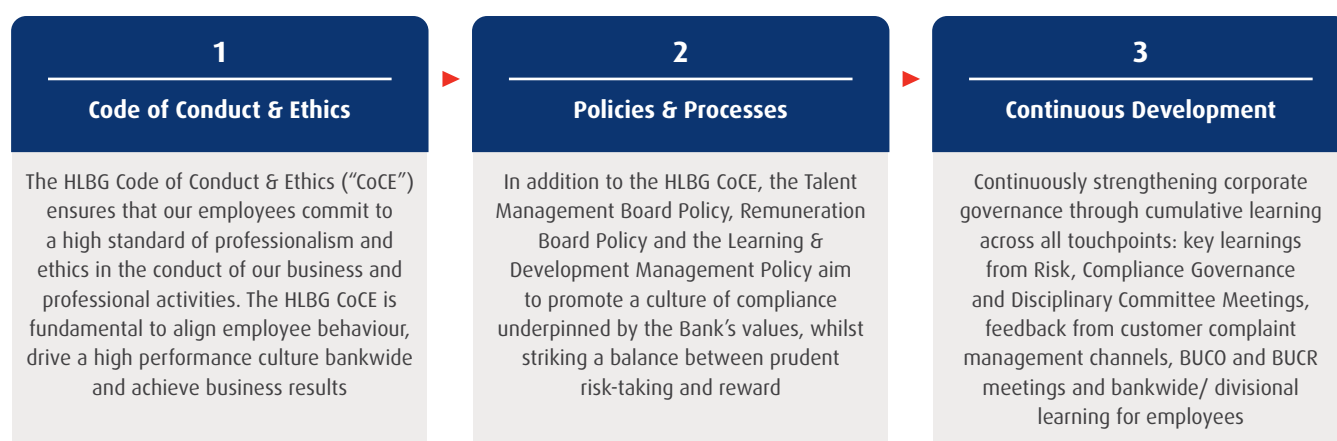 1
Code of Conduct & Ethics
The HLBG Code of Conduct & Ethics (“CoCE”)
ensures that our employees commit to
a high standard of professionalism and
ethics in the conduct of our business and
professional activities. The HLBG CoCE is
fundamental to align employee behaviour,
drive a high performance culture bankwide
and achieve business results
2
Policies & Processes
In addition to the HLBG CoCE, the Talent
Management Board Policy, Remuneration
Board Policy and the Learning &
Development Management Policy aim
to promote a culture of compliance
underpinned by the Bank’s values, whilst
striking a balance between prudent
risk-taking and reward
3
Continuous Development
Continuously strengthening corporate
governance through cumulative learning
across all touchpoints: key learnings
from Risk, Compliance Governance
and Disciplinary Committee Meetings,
feedback from customer complaint
management channels, BUCO and BUCR
meetings and bankwide/ divisional
learning for employees